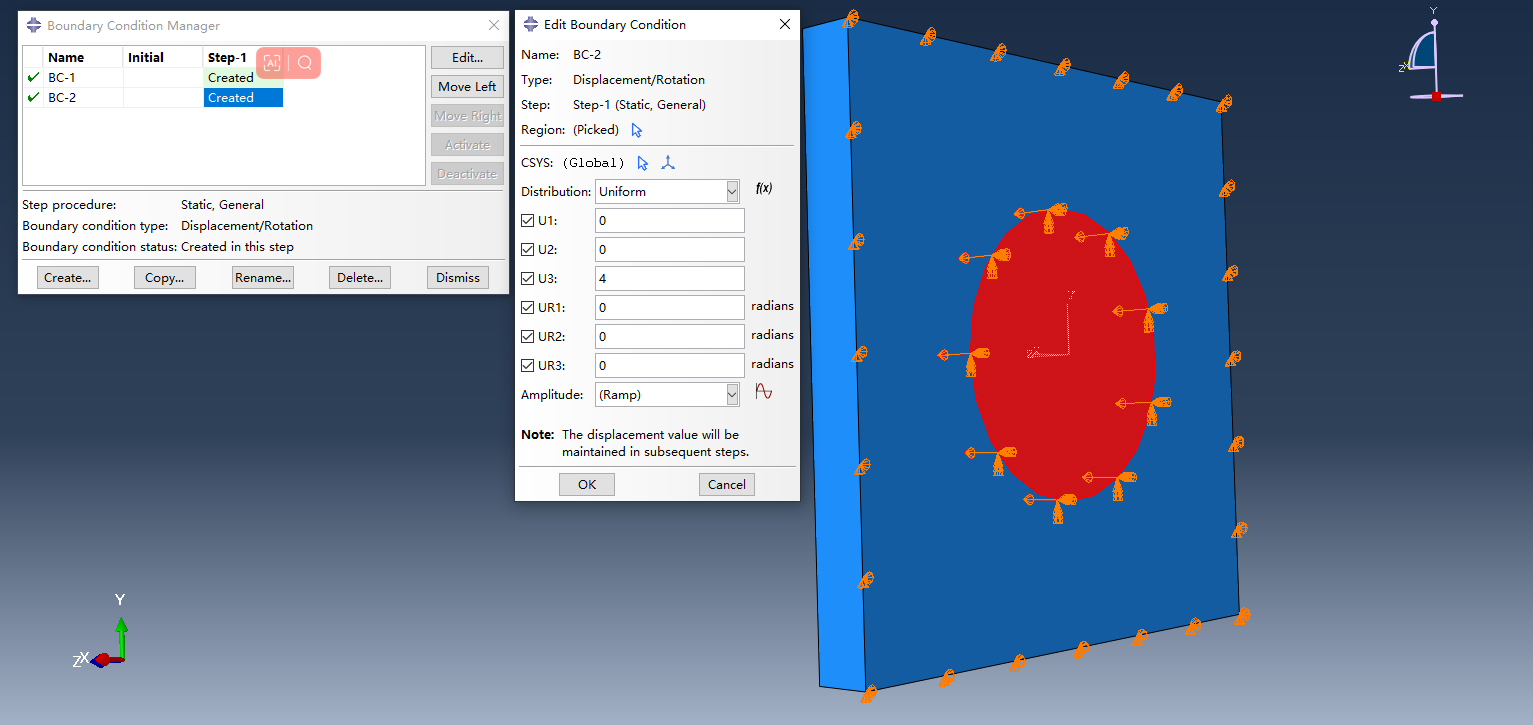 Boundary Condition Manager
Name Initial Step-1
AI
BC-1 Created
BC-2 Created
Edit...
Move Left
Move Right
Activate
Deactivate
Step procedure: Static, General
Boundary condition type: Displacement/Rotation
Boundary condition status: Created in this step
Create... Copy... Rename... Delete... Dismiss
Edit Boundary Condition
Name: BC-2
Type: Displacement/Rotation
Step: Step-1 (Static, General)
Region: (Picked)
CSYS: (Global)
Distribution: Uniform f(x)
U1: 0
U2: 0
U3: 4
UR1: 0 radians
UR2: 0 radians
UR3: 0 radians
Amplitude: (Ramp)
Note: The displacement value will be
maintained in subsequent steps.
OK Cancel
Y
Z
Y
Y
Z X